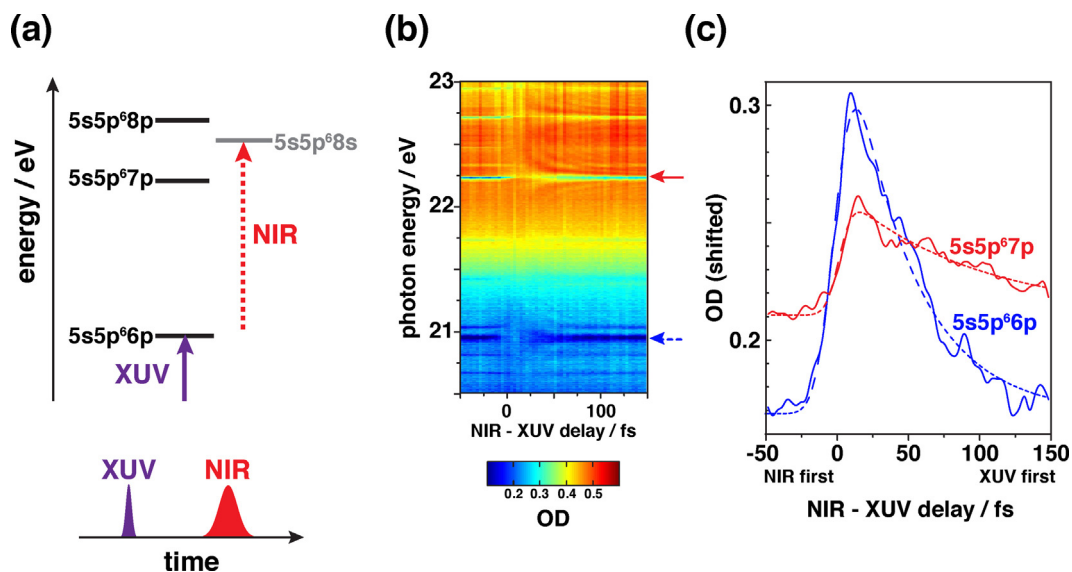 (a)
energy / eV
5s5p⁶8p
5s5p⁶8s
5s5p⁶7p
NIR
5s5p⁶6p
XUV
XUV
NIR
time
(b)
photon energy / eV
23
22
21
0
100
NIR - XUV delay / fs
0.2 0.3 0.4 0.5
OD
(c)
OD (shifted)
0.3
0.2
5s5p⁶7p
5s5p⁶6p
-50 0 50 100 150
NIR first
XUV first
NIR - XUV delay / fs